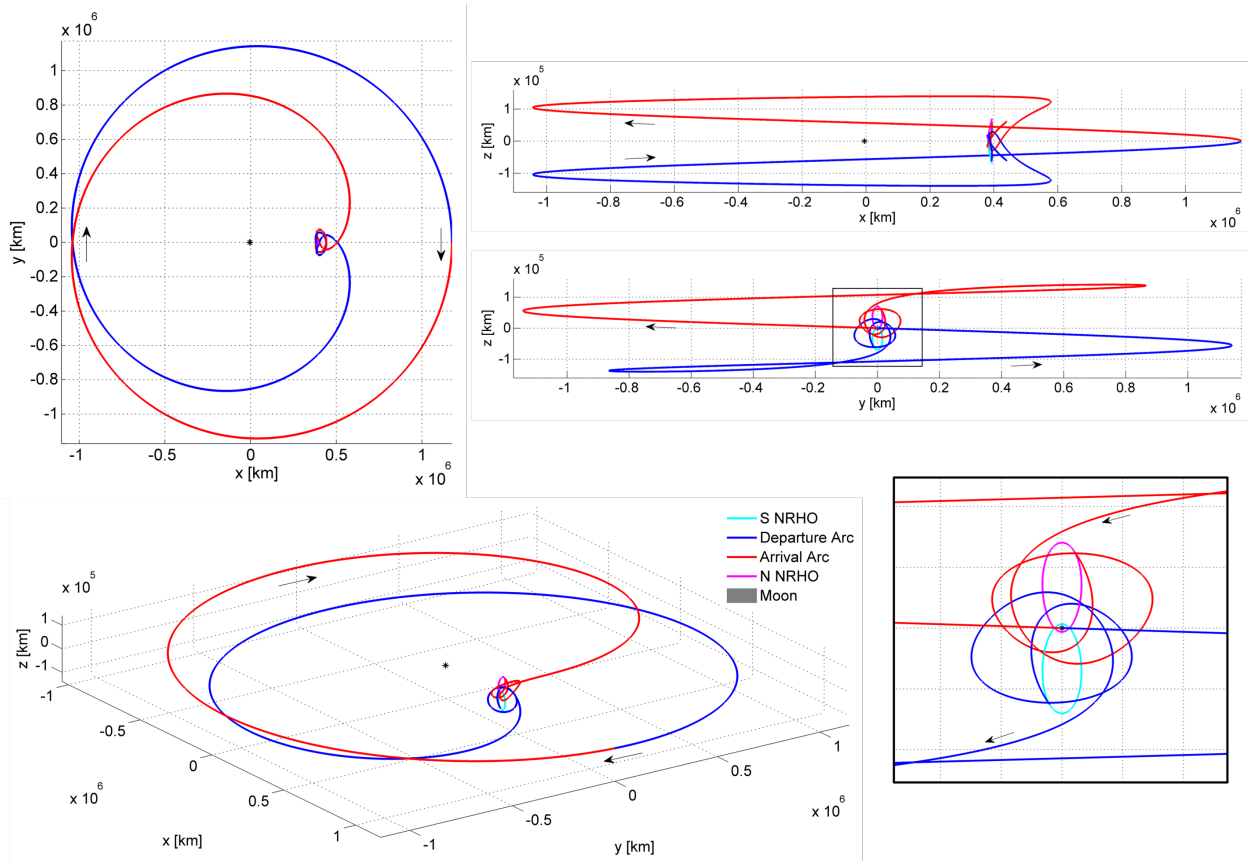 x 10^6
1
0.8
0.6
0.4
0.2
0
-0.2
-0.4
-0.6
-0.8
-1
y [km]
-1 -0.5 0 0.5 1
x [km]
x 10^6
x 10^5
1
0
-1
z [km]
-1 -0.8 -0.6 -0.4 -0.2 0 0.2 0.4 0.6 0.8 1
x [km]
x 10^6
x 10^5
1
0
-1
z [km]
-1 -0.8 -0.6 -0.4 -0.2 0 0.2 0.4 0.6 0.8 1
y [km]
x 10^6
S NRHO
Departure Arc
Arrival Arc
N NRHO
Moon
x 10^5
1
0
-1
z [km]
-1
-0.5
0
0.5
1
x 10^6
x [km]
-1
-0.5
0
0.5
1
x 10^6
y [km]